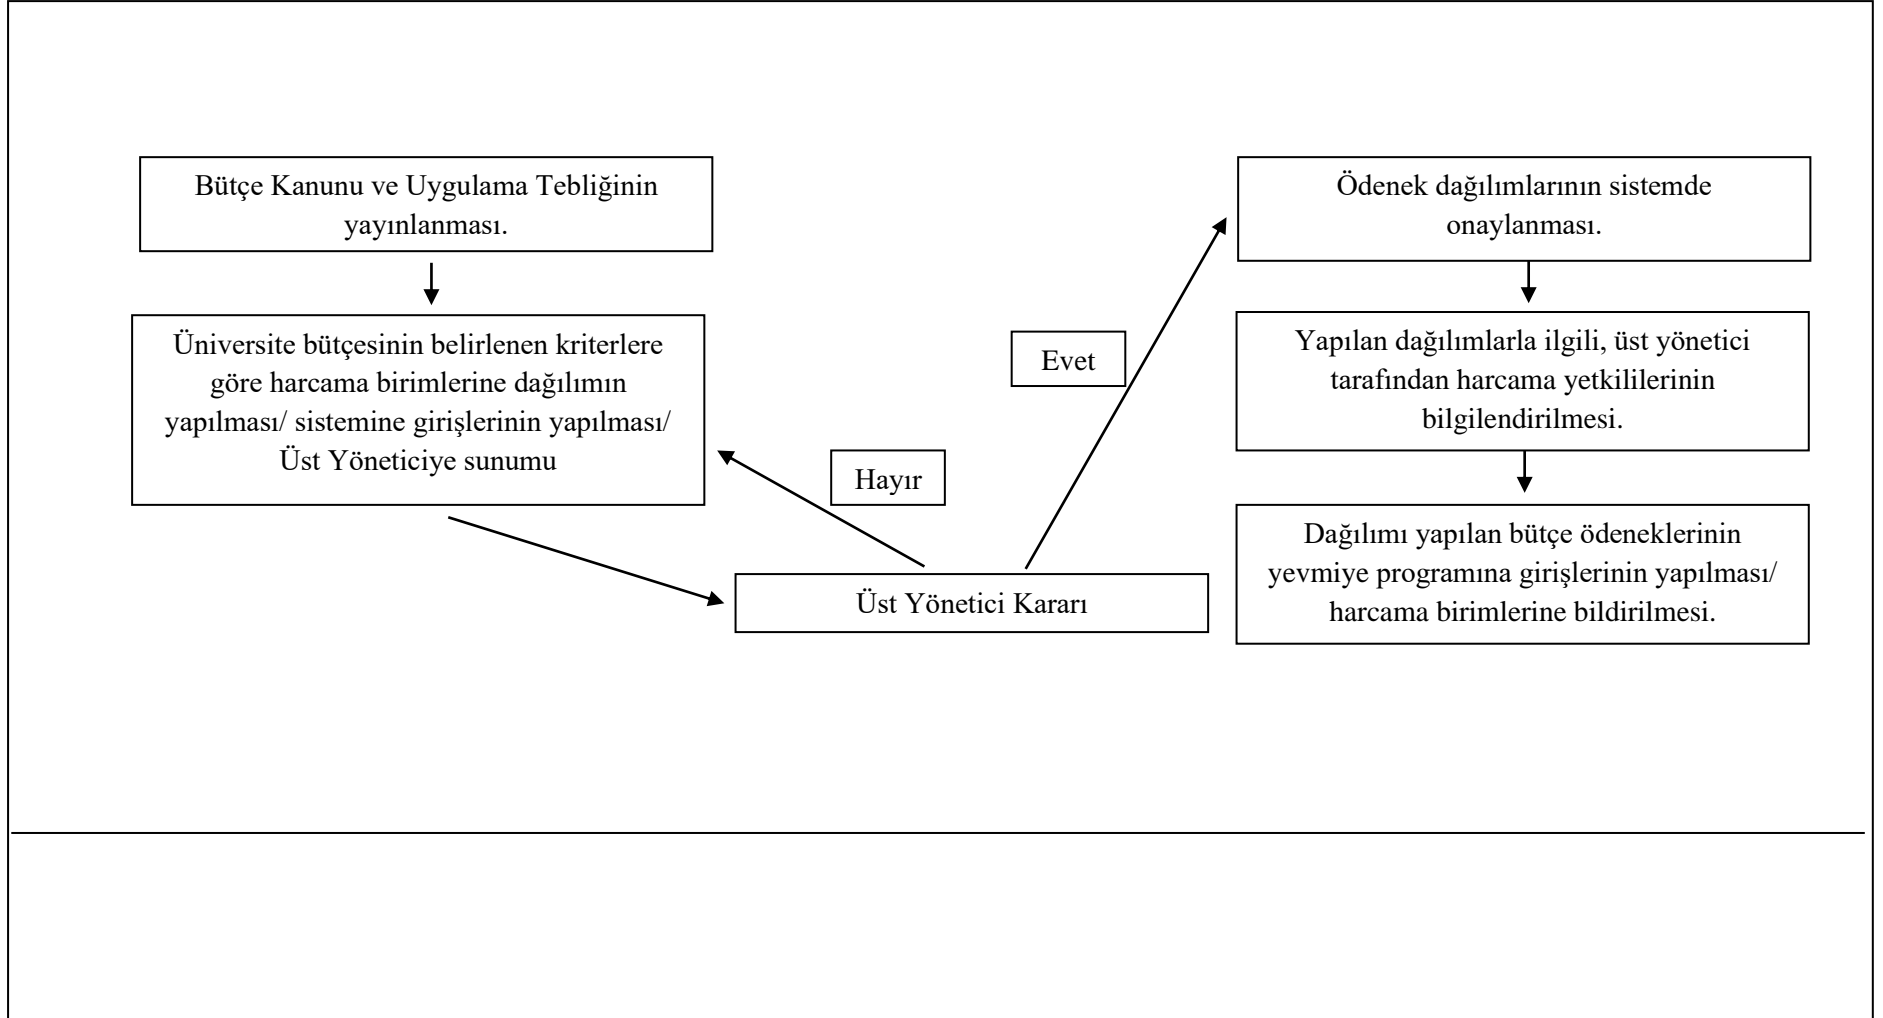 Bütçe Kanunu ve Uygulama Tebliğinin
yayınlanması.
Üniversite bütçesinin belirlenen kriterlere
göre harcama birimlerine dağılımın
yapılması/ sistemine girişlerinin yapılması/
Üst Yöneticiye sunumu
Hayır
Üst Yönetici Kararı
Evet
Ödenek dağılımlarının sistemde
onaylanması.
Yapılan dağılımlarla ilgili, üst yönetici
tarafından harcama yetkililerinin
bilgilendirilmesi.
Dağılımı yapılan bütçe ödeneklerinin
yevmiye programına girişlerinin yapılması/
harcama birimlerine bildirilmesi.